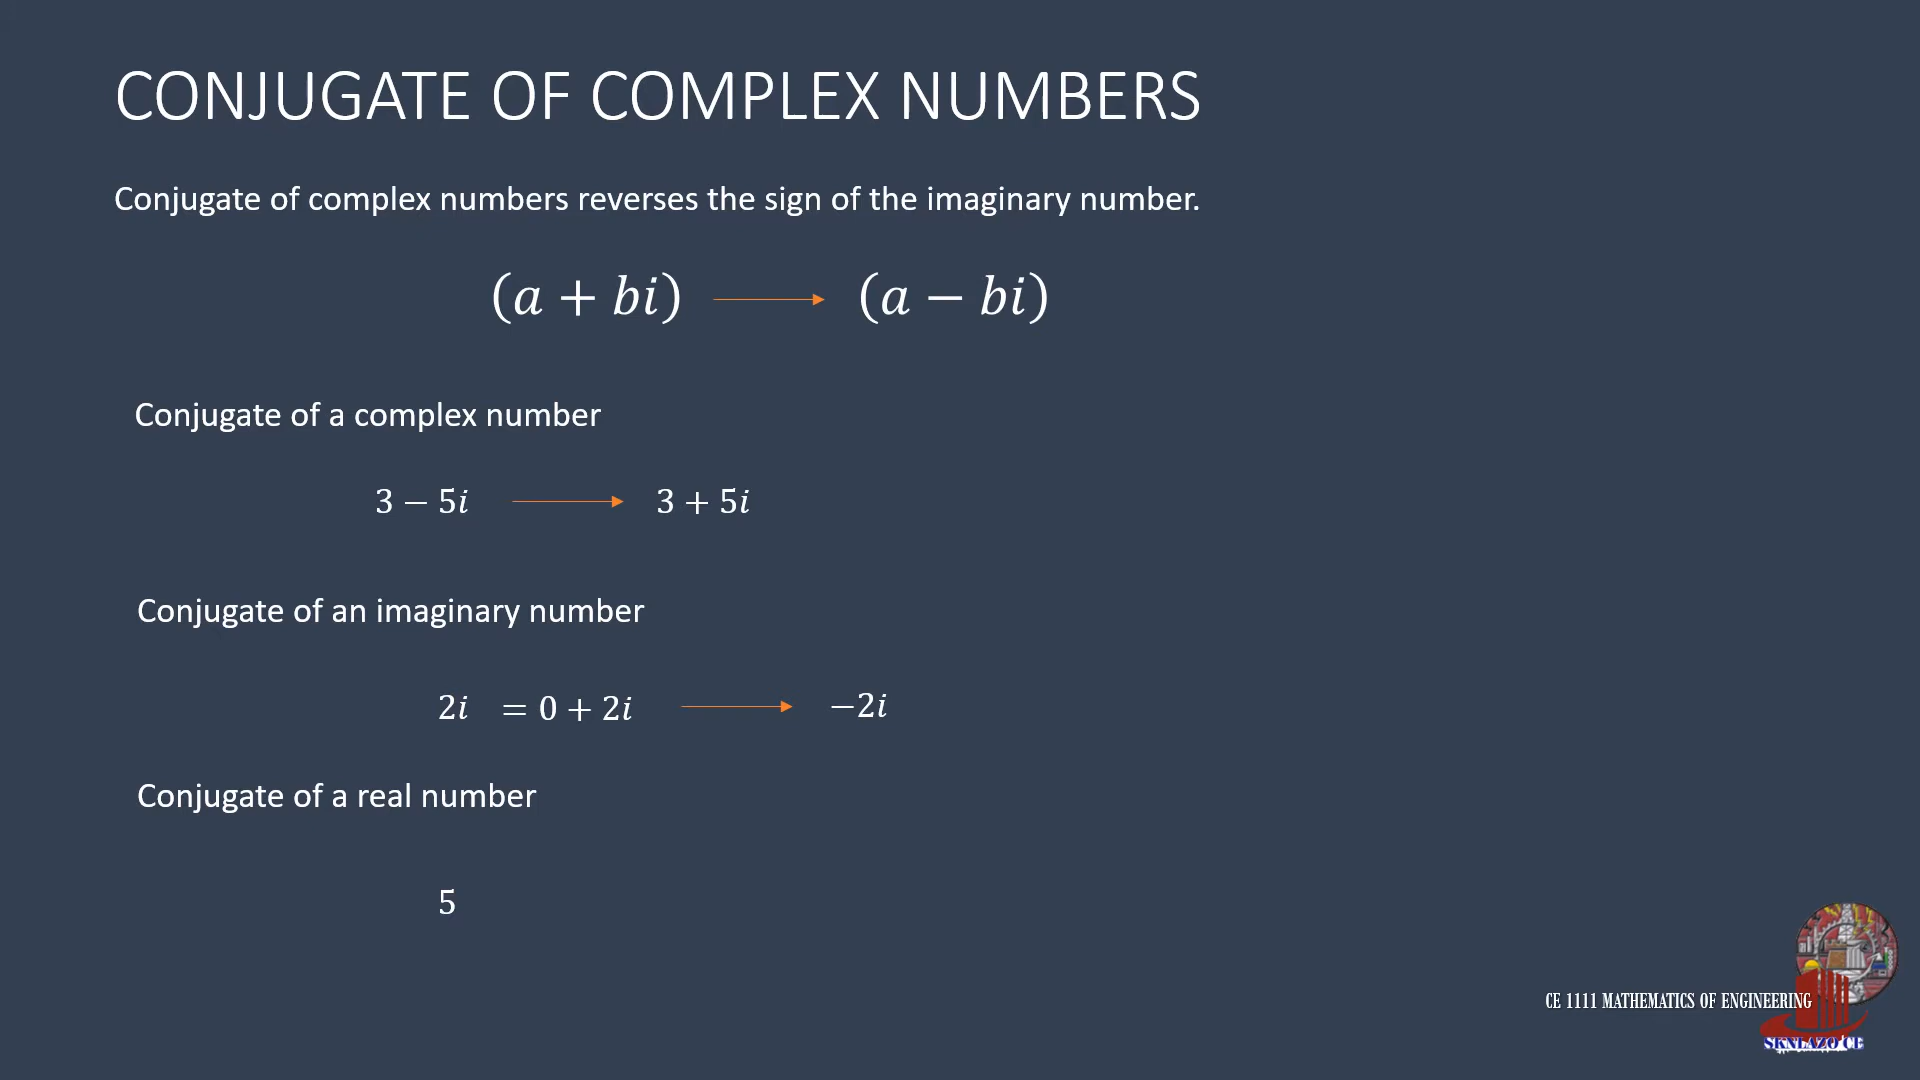 CONJUGATE OF COMPLEX NUMBERS
Conjugate of complex numbers reverses the sign of the imaginary number.
(a + bi) → (a − bi)
Conjugate of a complex number
3 − 5i → 3 + 5i
Conjugate of an imaginary number
2i = 0 + 2i → −2i
Conjugate of a real number
5
CE 1111 MATHEMATICS OF ENGINEERING